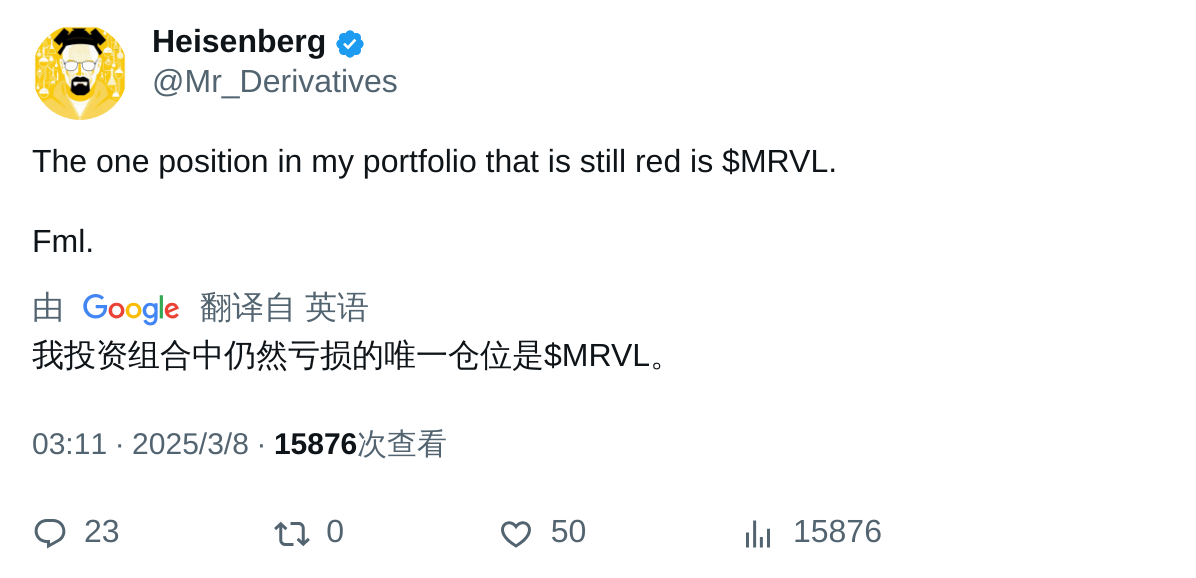 Heisenberg
@Mr_Derivatives
The one position in my portfolio that is still red is $MRVL.
Fml.
由 Google 翻译自 英语
我投资组合中仍然亏损的唯一仓位是$MRVL。
03:11 · 2025/3/8 · 15876次查看
23 0 50 15876